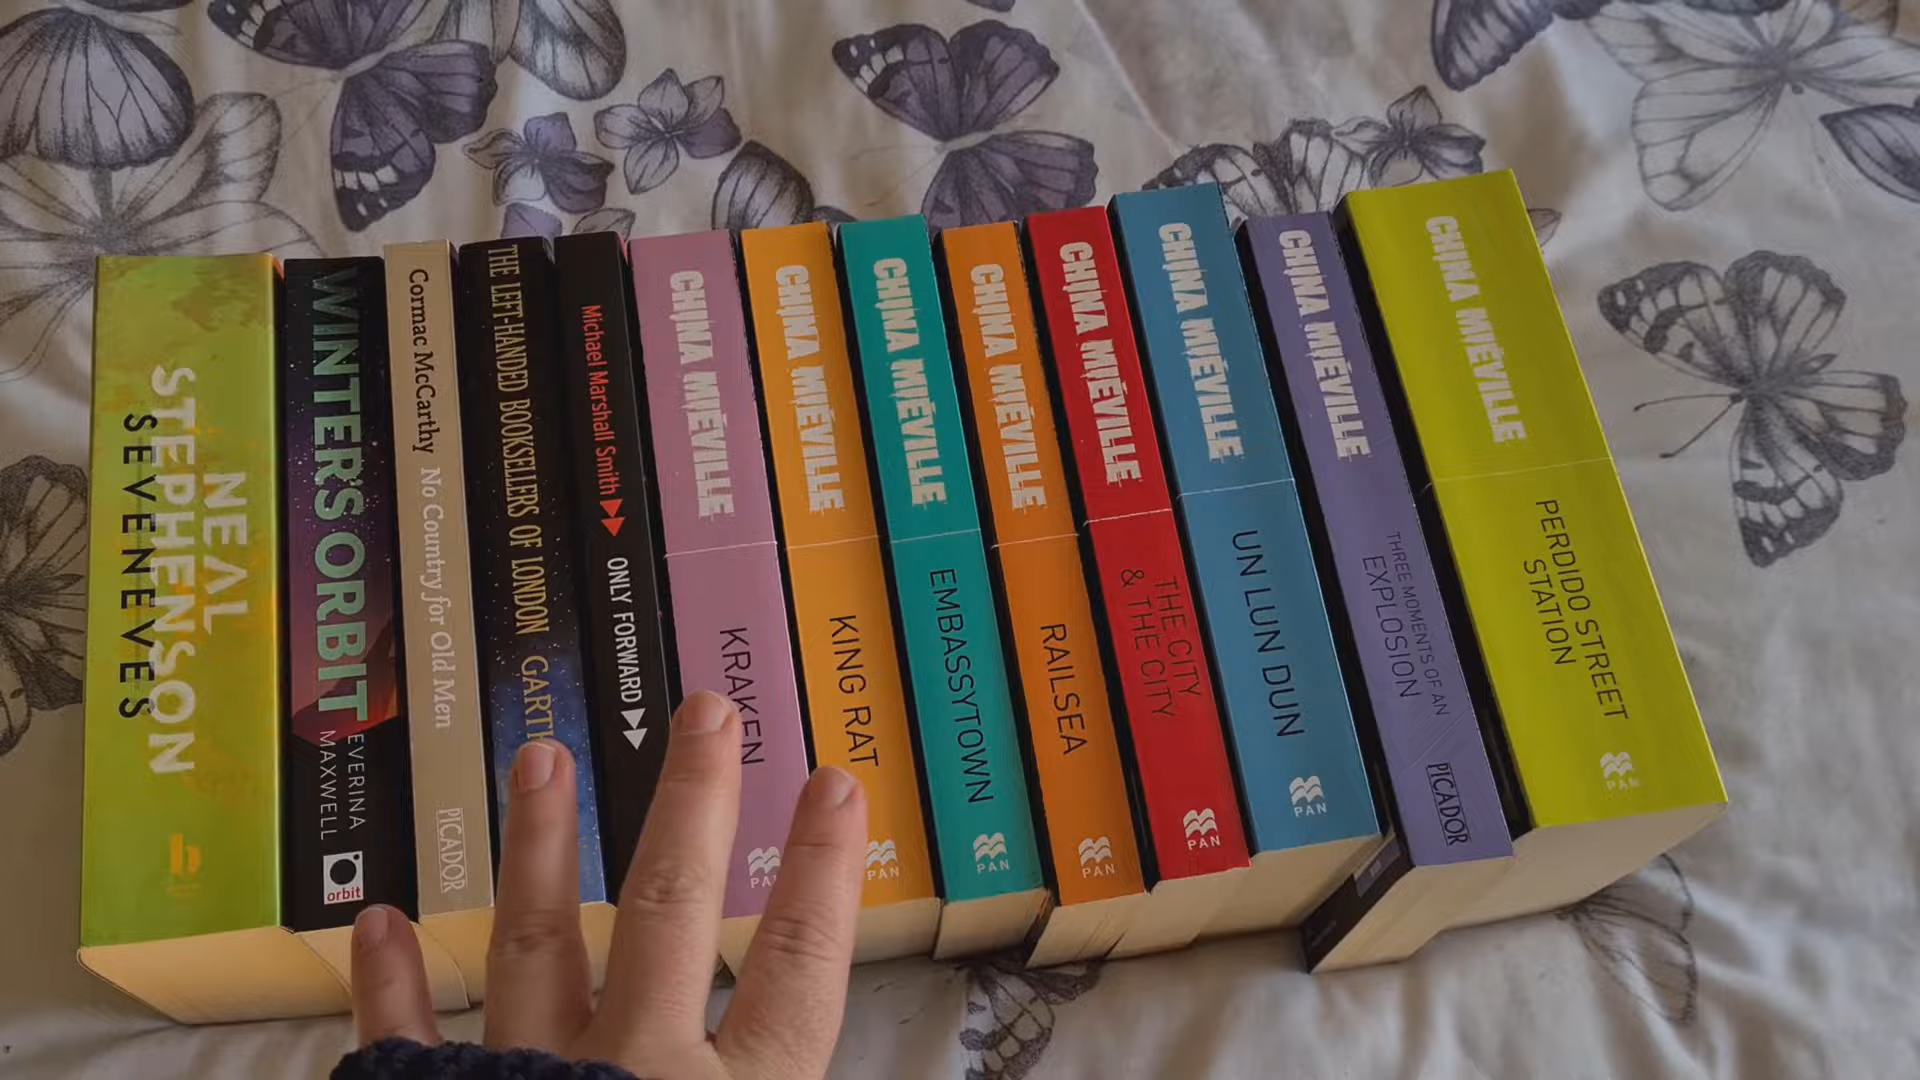 NEAL
STEPHENSON
SEVENEVES
WINTER'S ORBIT
EVERINA
MAXWELL
orbit
Cormac McCarthy No Country for Old Men
PICADOR
THE LEFT-HANDED BOOKSELLERS OF LONDON GARTH
Michael Marshall Smith
ONLY FORWARD
CHINA MIÉVILLE
KRAKEN
PAN
CHINA MIÉVILLE
KING RAT
PAN
CHINA MIÉVILLE
EMBASSYTOWN
PAN
CHINA MIÉVILLE
RAILSEA
PAN
CHINA MIÉVILLE
THE CITY
& THE CITY
PAN
CHINA MIÉVILLE
UN LUN DUN
PAN
CHINA MIÉVILLE
THREE MOMENTS OF AN
EXPLOSION
PICADOR
CHINA MIÉVILLE
PERDIDO STREET
STATION
PAN